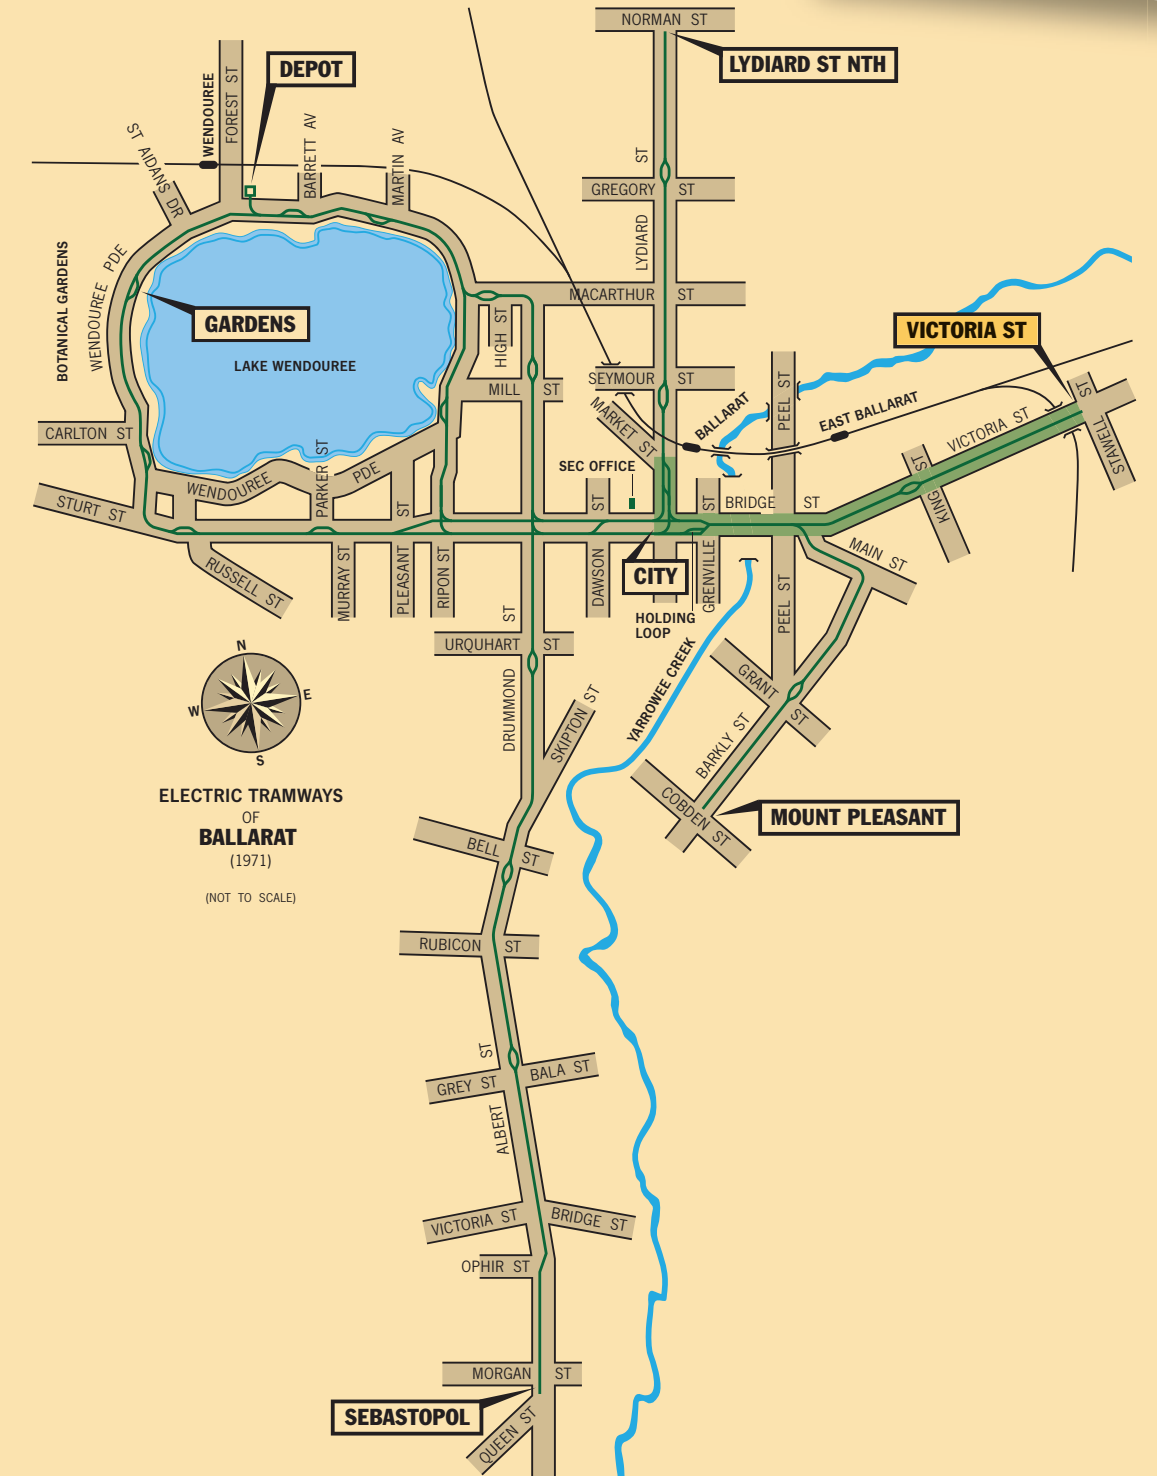 NORMAN ST
LYDIARD ST NTH
DEPOT
WENDOUREE
FOREST ST
ST AIDANS DR
BARRETT AV
MARTIN AV
GREGORY ST
LYDIARD ST
BOTANICAL GARDENS
WENDOUREE PDE
GARDENS
LAKE WENDOUREE
MACARTHUR ST
HIGH ST
VICTORIA ST
SEYMOUR ST
MILL ST
PEEL ST
MARKET ST
BALLARAT
EAST BALLARAT
VICTORIA ST
STAWELL ST
CARLTON ST
SEC OFFICE
WENDOUREE PDE
PARKER ST
STURT ST
BRIDGE ST
KING ST
MAIN ST
RUSSELL ST
MURRAY ST
PLEASANT ST
RIPON ST
DAWSON ST
CITY
GRENVILLE ST
PEEL ST
HOLDING
LOOP
URQUHART ST
DRUMMOND ST
SKIPTON ST
YARROWEE CREEK
GRANT ST
BARKLY ST
COBDEN ST
MOUNT PLEASANT
N
E
W
S
ELECTRIC TRAMWAYS
OF
BALLARAT
(1971)
(NOT TO SCALE)
BELL ST
RUBICON ST
GREY ST
BALA ST
ALBERT ST
VICTORIA ST
BRIDGE ST
OPHIR ST
MORGAN ST
SEBASTOPOL
QUEEN ST